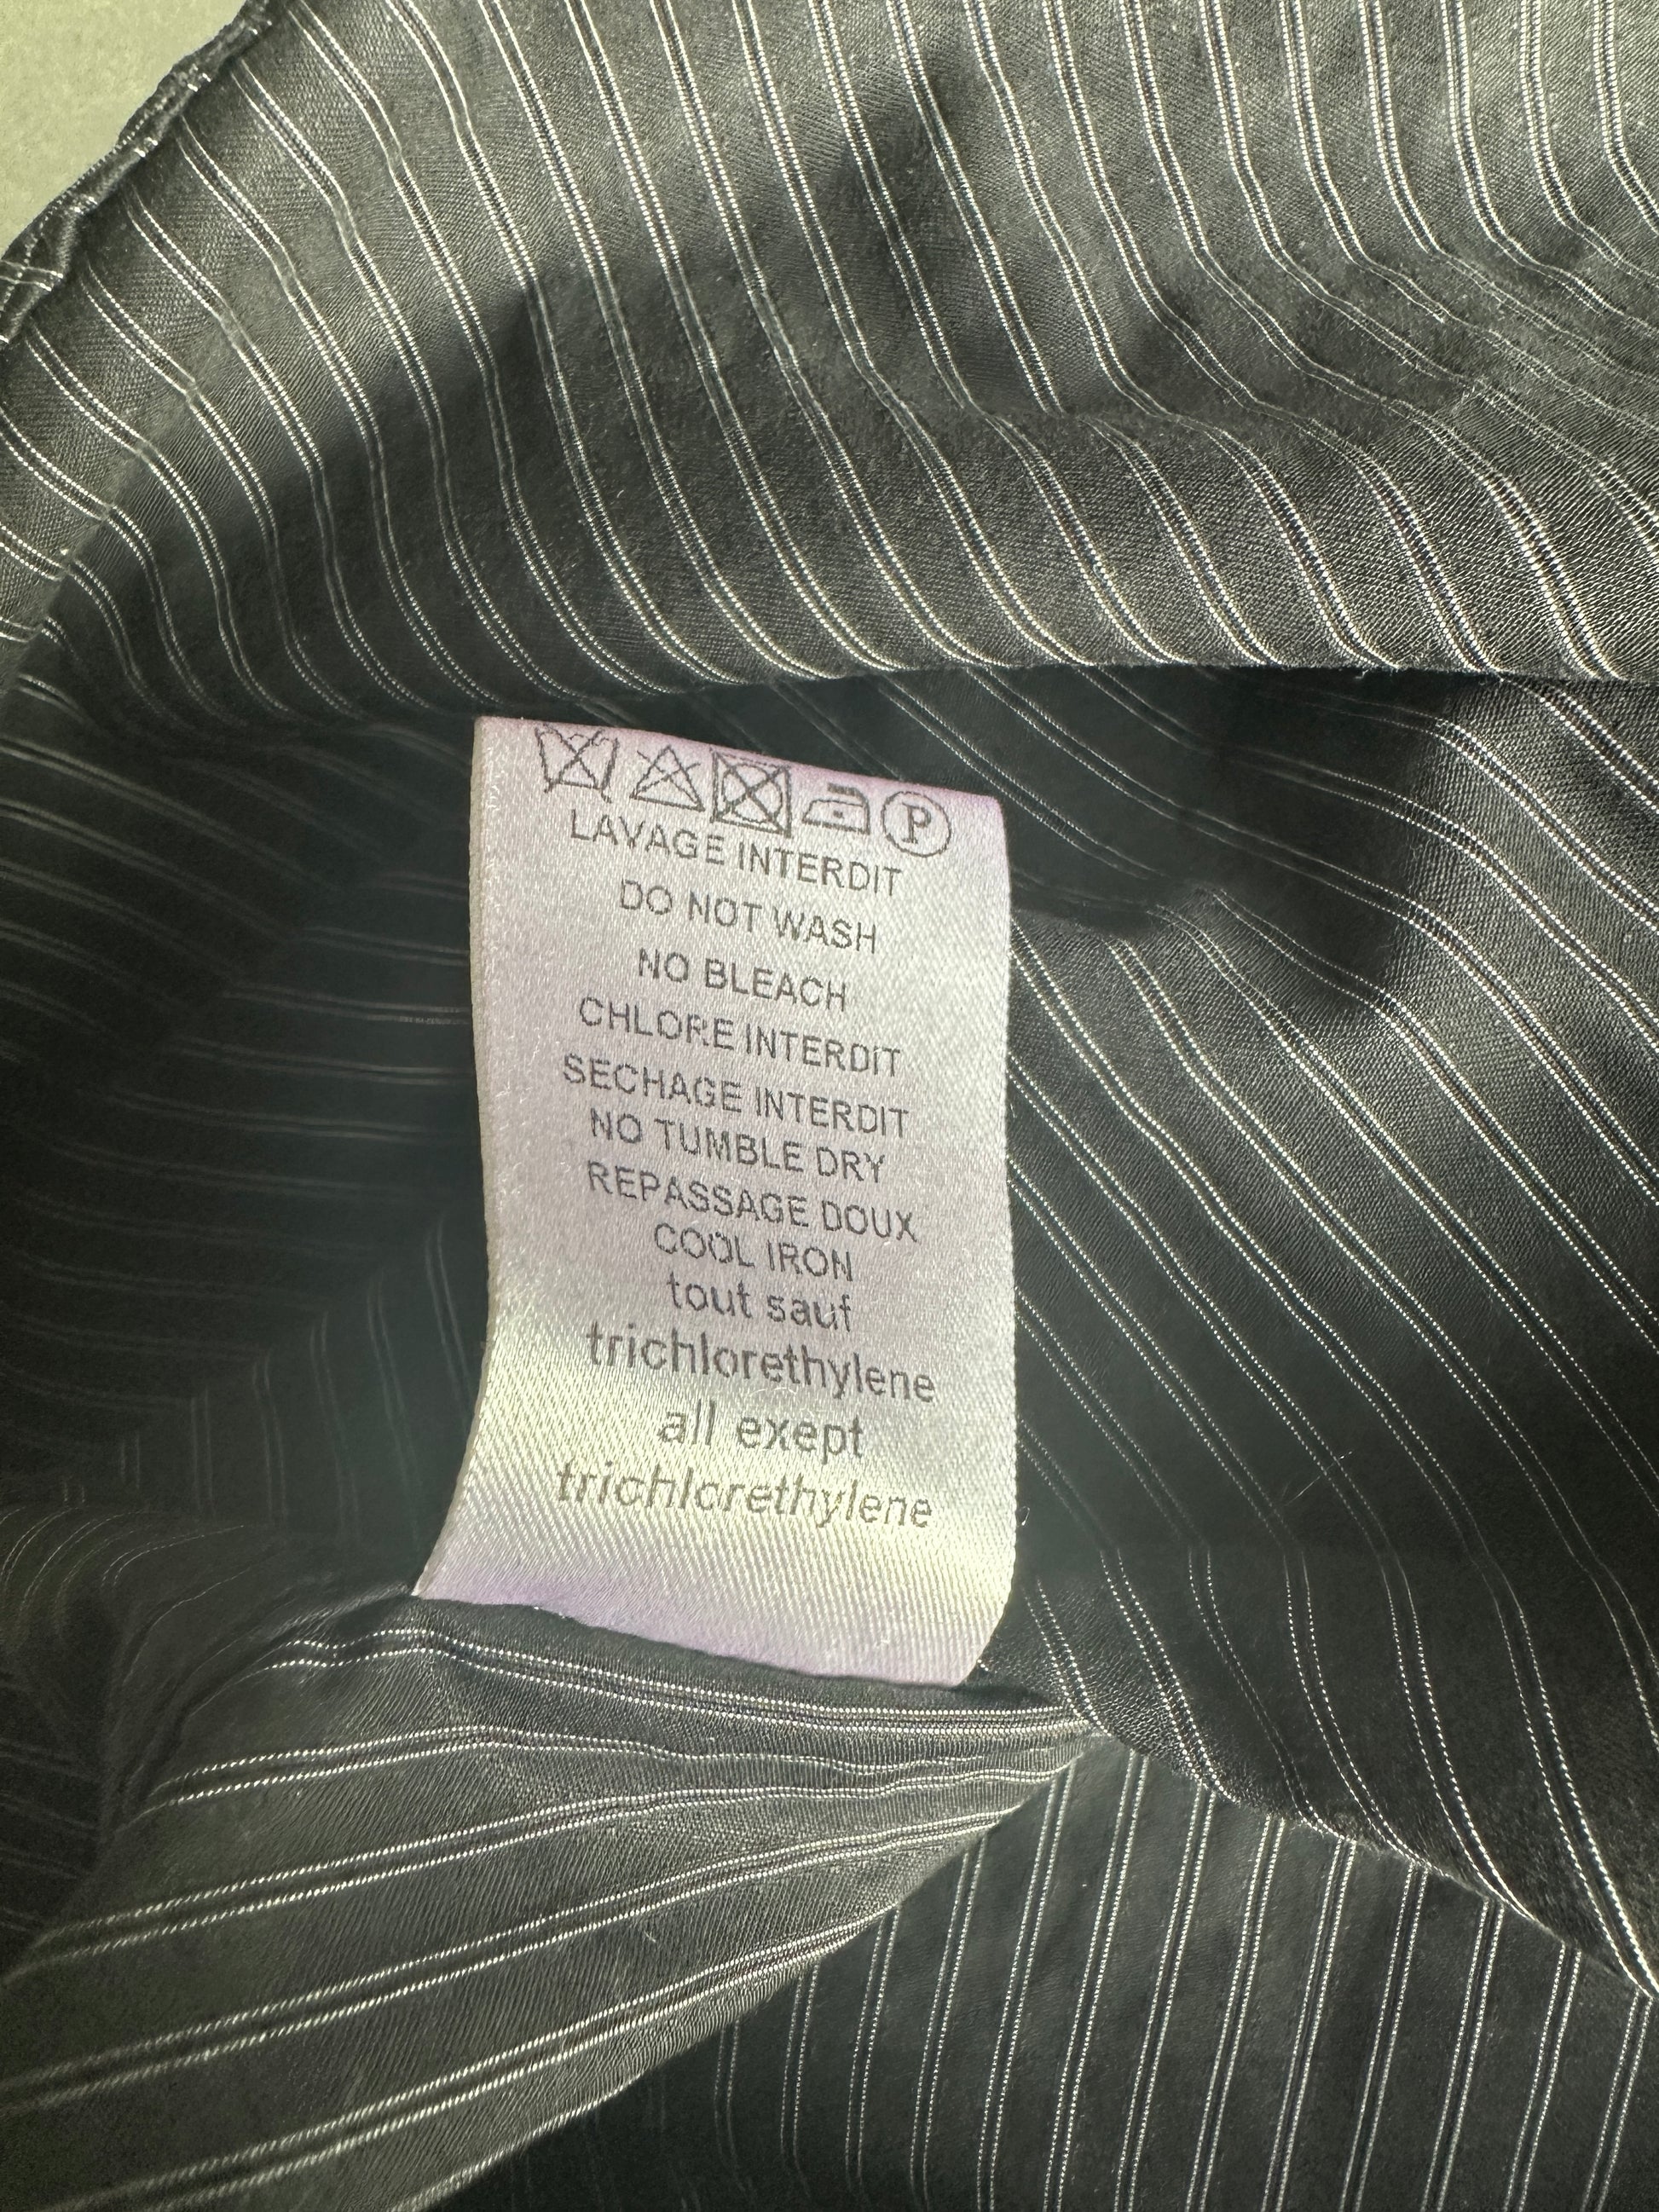 P
LAVAGE INTERDIT
DO NOT WASH
NO BLEACH
CHLORE INTERDIT
SECHAGE INTERDIT
NO TUMBLE DRY
REPASSAGE DOUX
COOL IRON
tout sauf
trichlorethylene
all exept
trichlorethylene